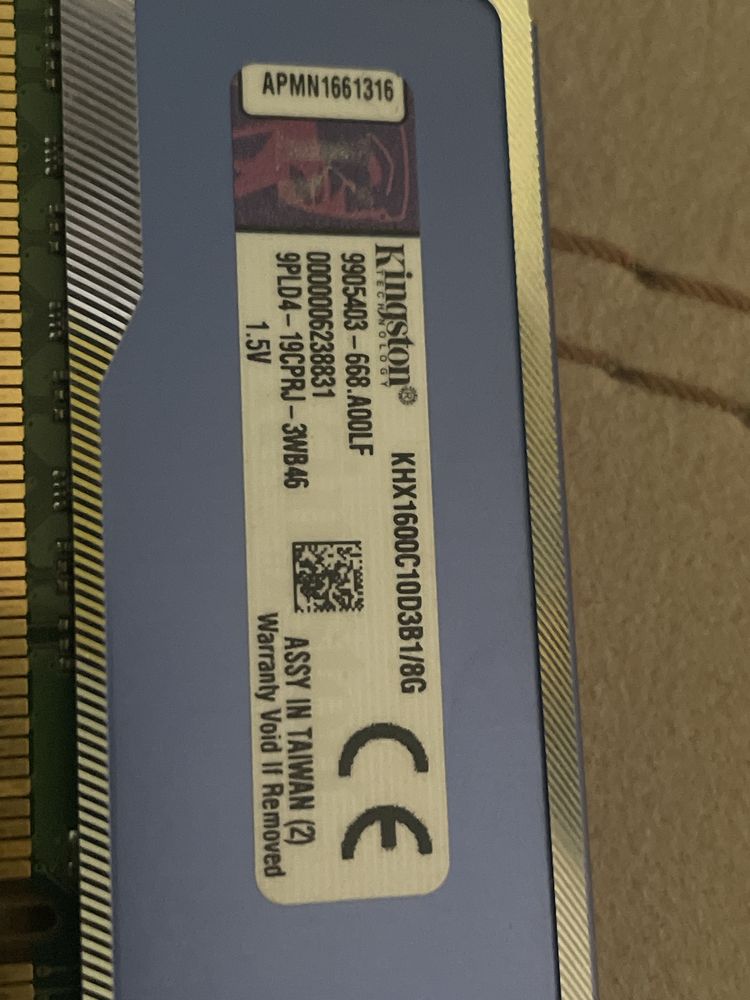 APMN1661316
Kingston®
TECHNOLOGY
KHX1600C10D3B1/8G
9905403-668.A00LF
0000006238831
9PLD4-19CPRJ-3WB46
1.5V
ASSY IN TAIWAN (2)
Warranty Void If Removed
CE